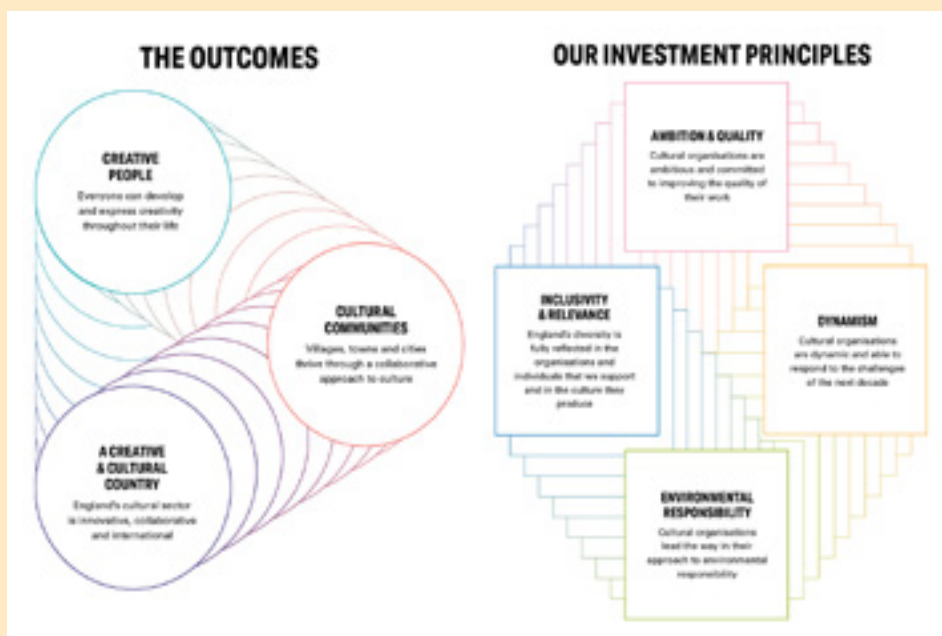 THE OUTCOMES
CREATIVE
PEOPLE
Everyone can develop
and express creativity
throughout their life
CULTURAL
COMMUNITIES
Villages, towns and cities
thrive through a collaborative
approach to culture
A CREATIVE
& CULTURAL
COUNTRY
England's cultural sector
is innovative, collaborative
and international
OUR INVESTMENT PRINCIPLES
AMBITION & QUALITY
Cultural organisations are
ambitious and committed
to improving the quality of
their work
INCLUSIVITY
& RELEVANCE
England's diversity is
fully reflected in the
organisations and
individuals that we support
and in the culture they
produce
DYNAMISM
Cultural organisations
are dynamic and able to
respond to the challenges
of the next decade
ENVIRONMENTAL
RESPONSIBILITY
Cultural organisations
lead the way in their
approach to environmental
responsibility